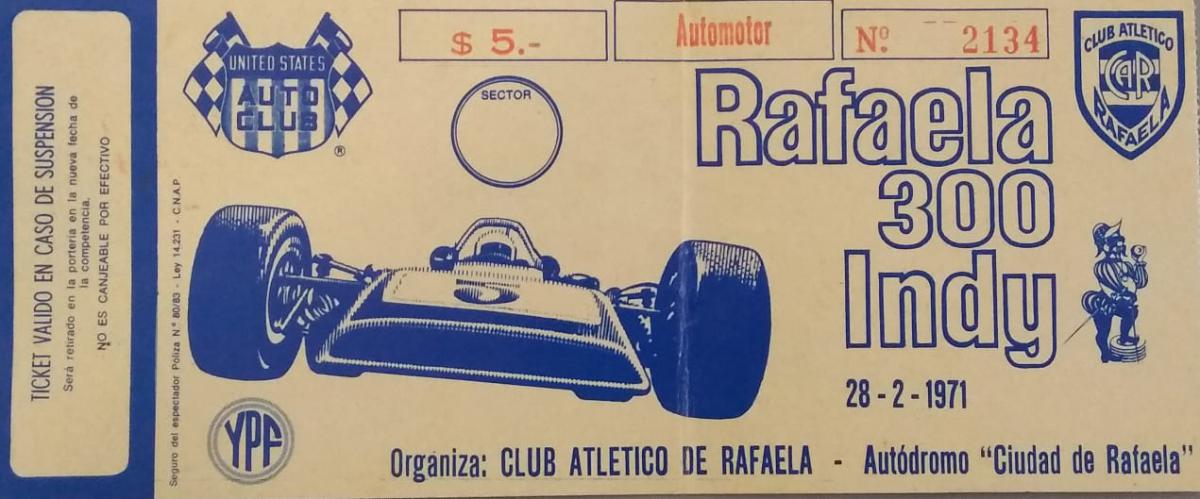 TICKET VALIDO EN CASO DE SUSPENSION
Será retirado en la portería en la nueva fecha de
la competencia.
NO ES CANJEABLE POR EFECTIVO
Seguro del espectador Póliza N° 80/83 - Ley 14.231 - C.N.A.P.
UNITED STATES
AUTO
CLUB
®
$ 5.-
Automotor
N.º 2134
SECTOR
CLUB ATLETICO
CAR
RAFAELA
Rafaela
300
Indy
28 - 2 - 1971
YPF
Organiza: CLUB ATLETICO DE RAFAELA - Autódromo "Ciudad de Rafaela"